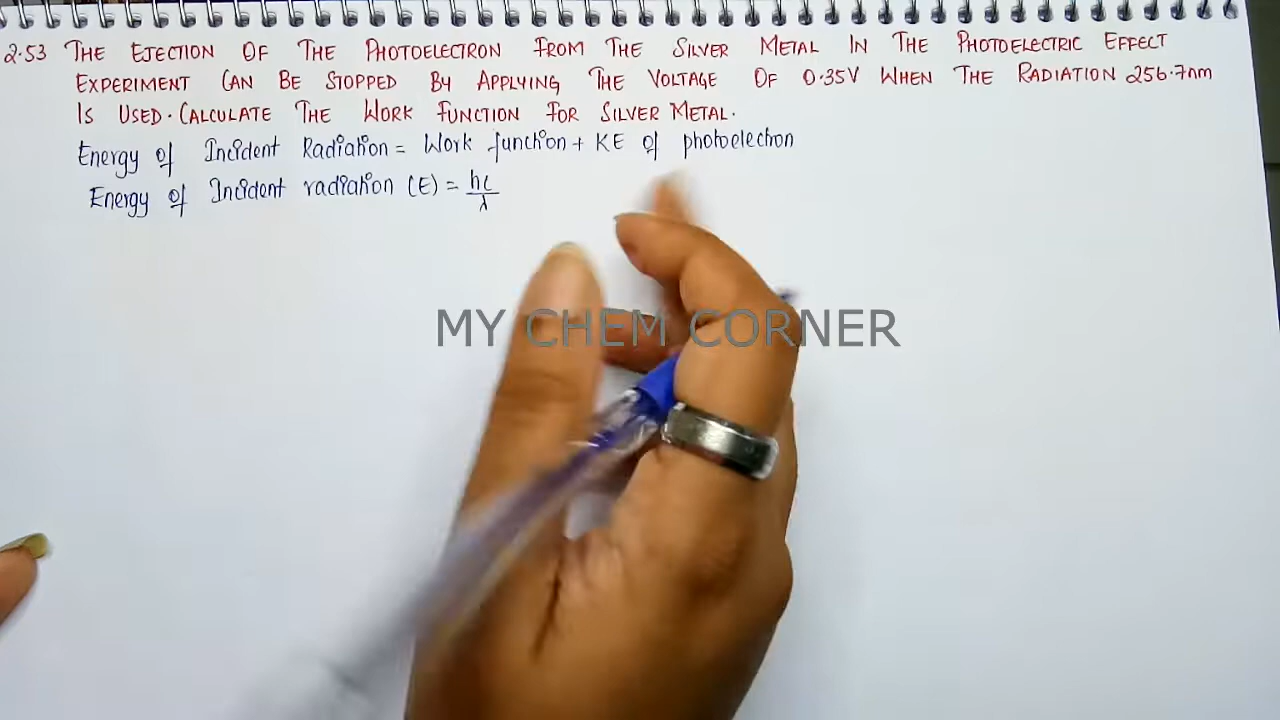 2.53 THE EJECTION OF THE PHOTOELECTRON FROM THE SILVER METAL IN THE PHOTOELECTRIC EFFECT
EXPERIMENT CAN BE STOPPED BY APPLYING THE VOLTAGE OF 0.35V WHEN THE RADIATION 256.7nm
IS USED. CALCULATE THE WORK FUNCTION FOR SILVER METAL.
Energy of Incident Radiation = Work function + KE of photoelectron
Energy of Incident radiation (E) = hc/λ
MY CHEM CORNER